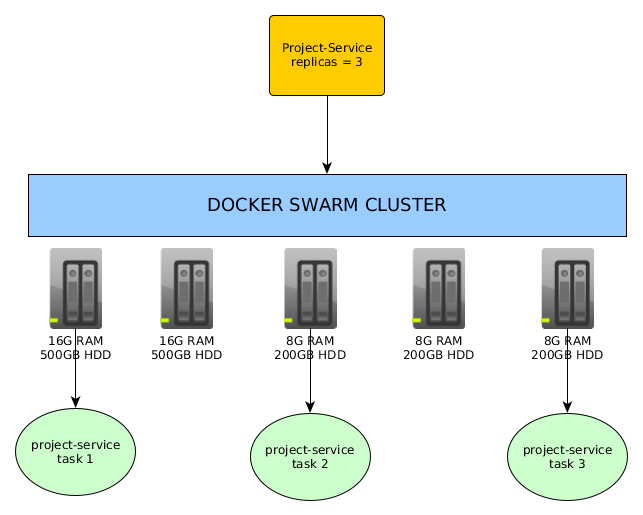 Project-Service
replicas = 3
DOCKER SWARM CLUSTER
16G RAM
500GB HDD
16G RAM
500GB HDD
8G RAM
200GB HDD
8G RAM
200GB HDD
8G RAM
200GB HDD
project-service
task 1
project-service
task 2
project-service
task 3